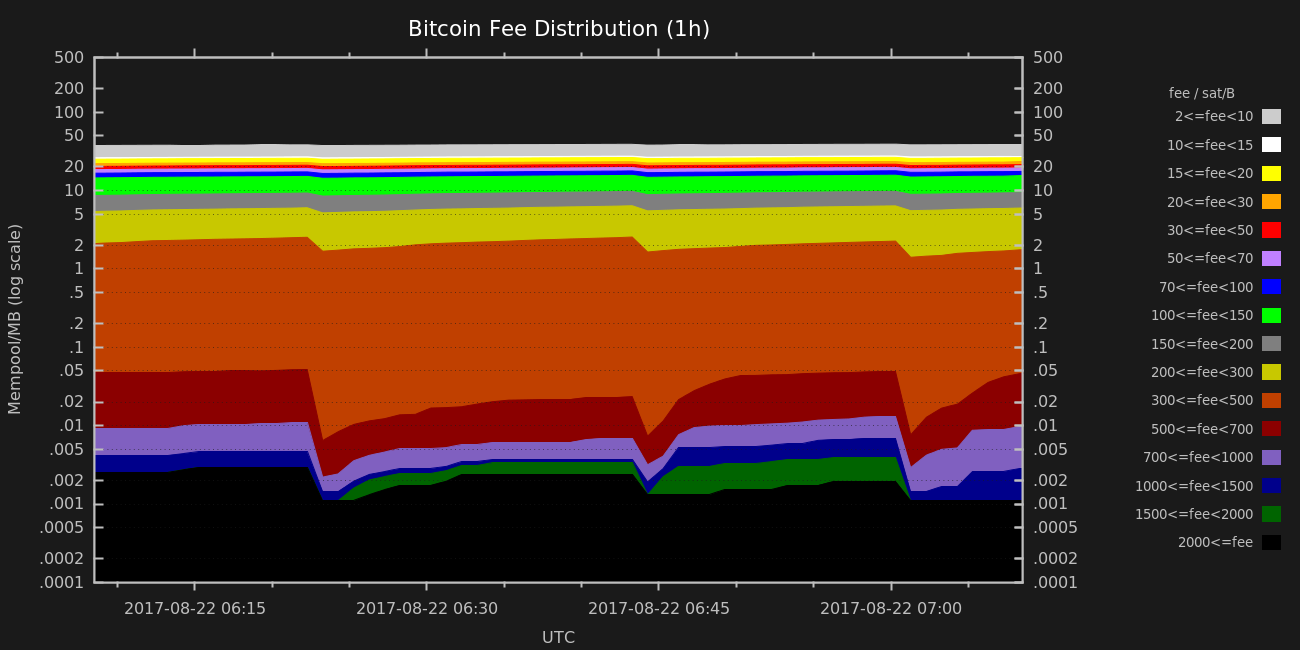 Bitcoin Fee Distribution (1h)
Mempool/MB (log scale)
500
200
100
50
20
10
5
2
1
.5
.2
.1
.05
.02
.01
.005
.002
.001
.0005
.0002
.0001
500
200
100
50
20
10
5
2
1
.5
.2
.1
.05
.02
.01
.005
.002
.001
.0005
.0002
.0001
2017-08-22 06:15
2017-08-22 06:30
2017-08-22 06:45
2017-08-22 07:00
UTC
fee / sat/B
2<=fee<10
10<=fee<15
15<=fee<20
20<=fee<30
30<=fee<50
50<=fee<70
70<=fee<100
100<=fee<150
150<=fee<200
200<=fee<300
300<=fee<500
500<=fee<700
700<=fee<1000
1000<=fee<1500
1500<=fee<2000
2000<=fee